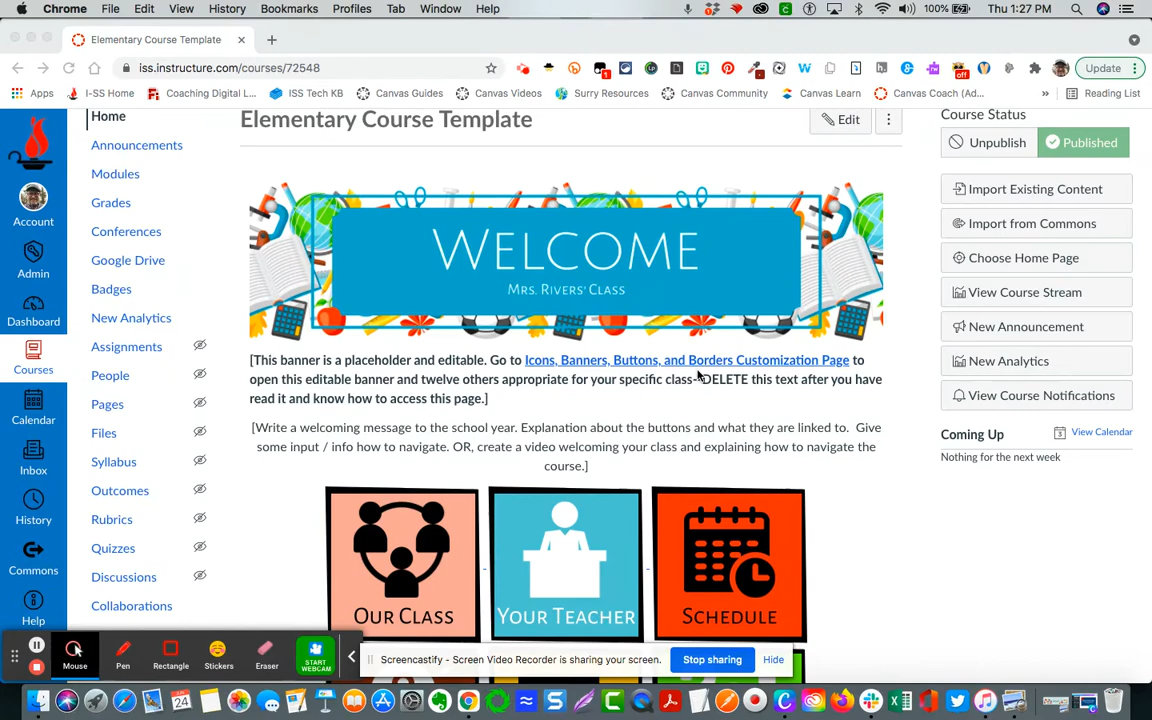 Chrome File Edit View History Bookmarks Profiles Tab Window Help 100% Thu 1:27 PM
Elementary Course Template
iss.instructure.com/courses/72548 1 off Update
Apps I-SS Home Coaching Digital L... ISS Tech KB Canvas Guides Canvas Videos Surry Resources Canvas Community Canvas Learn Canvas Coach (Ad... » Reading List
Account
Admin
Dashboard
Courses
Calendar
Inbox
History
Commons
Help
Home
Announcements
Modules
Grades
Conferences
Google Drive
Badges
New Analytics
Assignments
People
Pages
Files
Syllabus
Outcomes
Rubrics
Quizzes
Discussions
Collaborations
Elementary Course Template
Edit
WELCOME
MRS. RIVERS' CLASS
[This banner is a placeholder and editable. Go to Icons, Banners, Buttons, and Borders Customization Page to
open this editable banner and twelve others appropriate for your specific class- DELETE this text after you have
read it and know how to access this page.]
[Write a welcoming message to the school year. Explanation about the buttons and what they are linked to. Give
some input / info how to navigate. OR, create a video welcoming your class and explaining how to navigate the
course.]
OUR CLASS
YOUR TEACHER
SCHEDULE
Course Status
Unpublish Published
Import Existing Content
Import from Commons
Choose Home Page
View Course Stream
New Announcement
New Analytics
View Course Notifications
Coming Up View Calendar
Nothing for the next week
Mouse Pen Rectangle Stickers Eraser
START
WEBCAM
Screencastify - Screen Video Recorder is sharing your screen. Stop sharing Hide
24